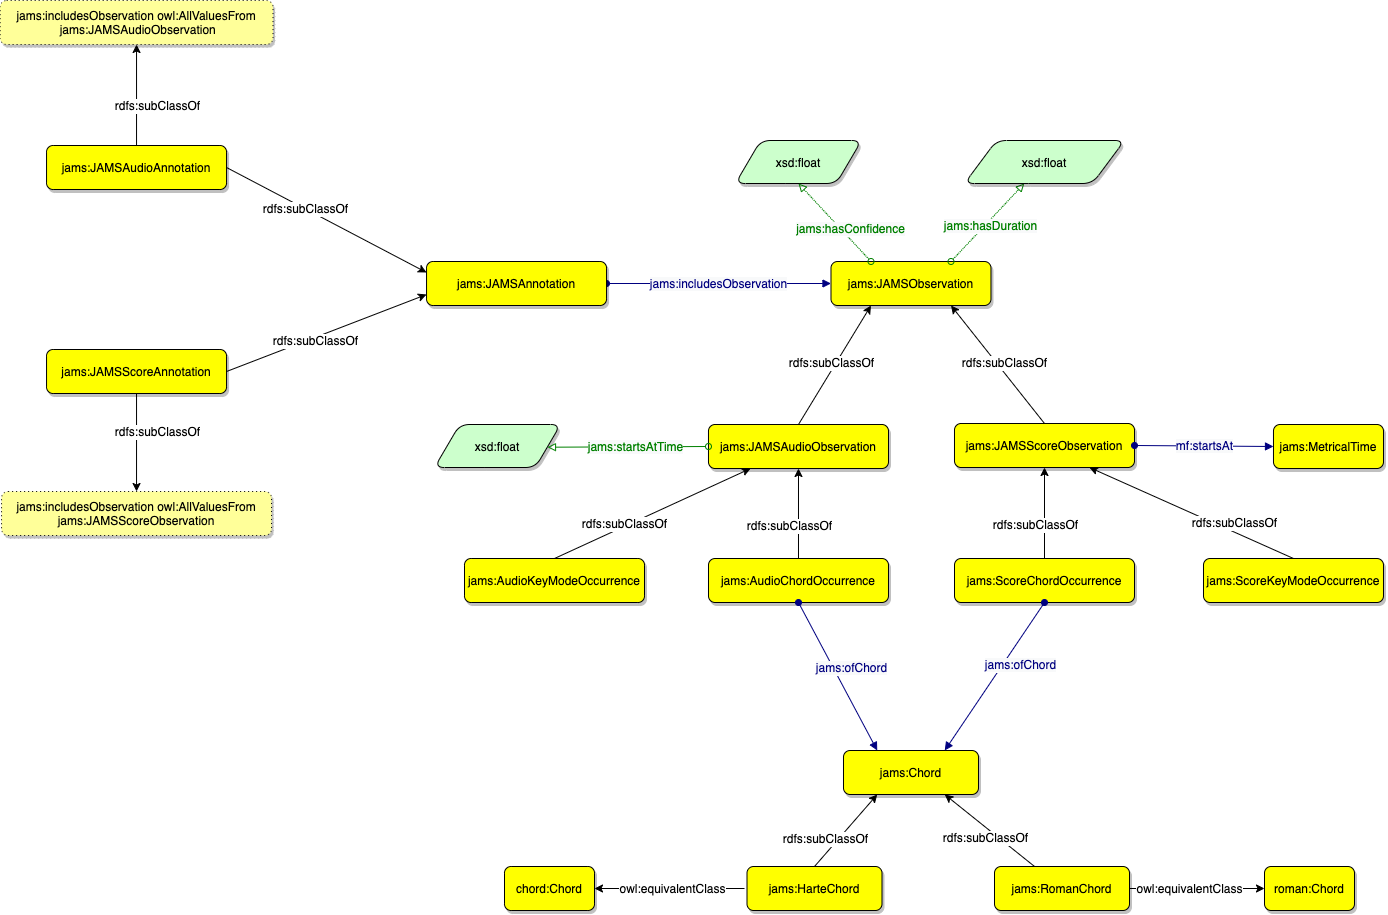 jams:includesObservation owl:AllValuesFrom
jams:JAMSAudioObservation
rdfs:subClassOf
jams:JAMSAudioAnnotation
xsd:float
xsd:float
rdfs:subClassOf
jams:hasConfidence
jams:hasDuration
jams:JAMSAnnotation
jams:includesObservation
jams:JAMSObservation
rdfs:subClassOf
jams:JAMSScoreAnnotation
rdfs:subClassOf
rdfs:subClassOf
rdfs:subClassOf
xsd:float
jams:startsAtTime
jams:JAMSAudioObservation
jams:JAMSScoreObservation
mf:startsAt
jams:MetricalTime
jams:includesObservation owl:AllValuesFrom
jams:JAMSScoreObservation
rdfs:subClassOf
rdfs:subClassOf
rdfs:subClassOf
rdfs:subClassOf
jams:AudioKeyModeOccurrence
jams:AudioChordOccurrence
jams:ScoreChordOccurrence
jams:ScoreKeyModeOccurrence
jams:ofChord
jams:ofChord
jams:Chord
rdfs:subClassOf
rdfs:subClassOf
chord:Chord
owl:equivalentClass
jams:HarteChord
jams:RomanChord
owl:equivalentClass
roman:Chord